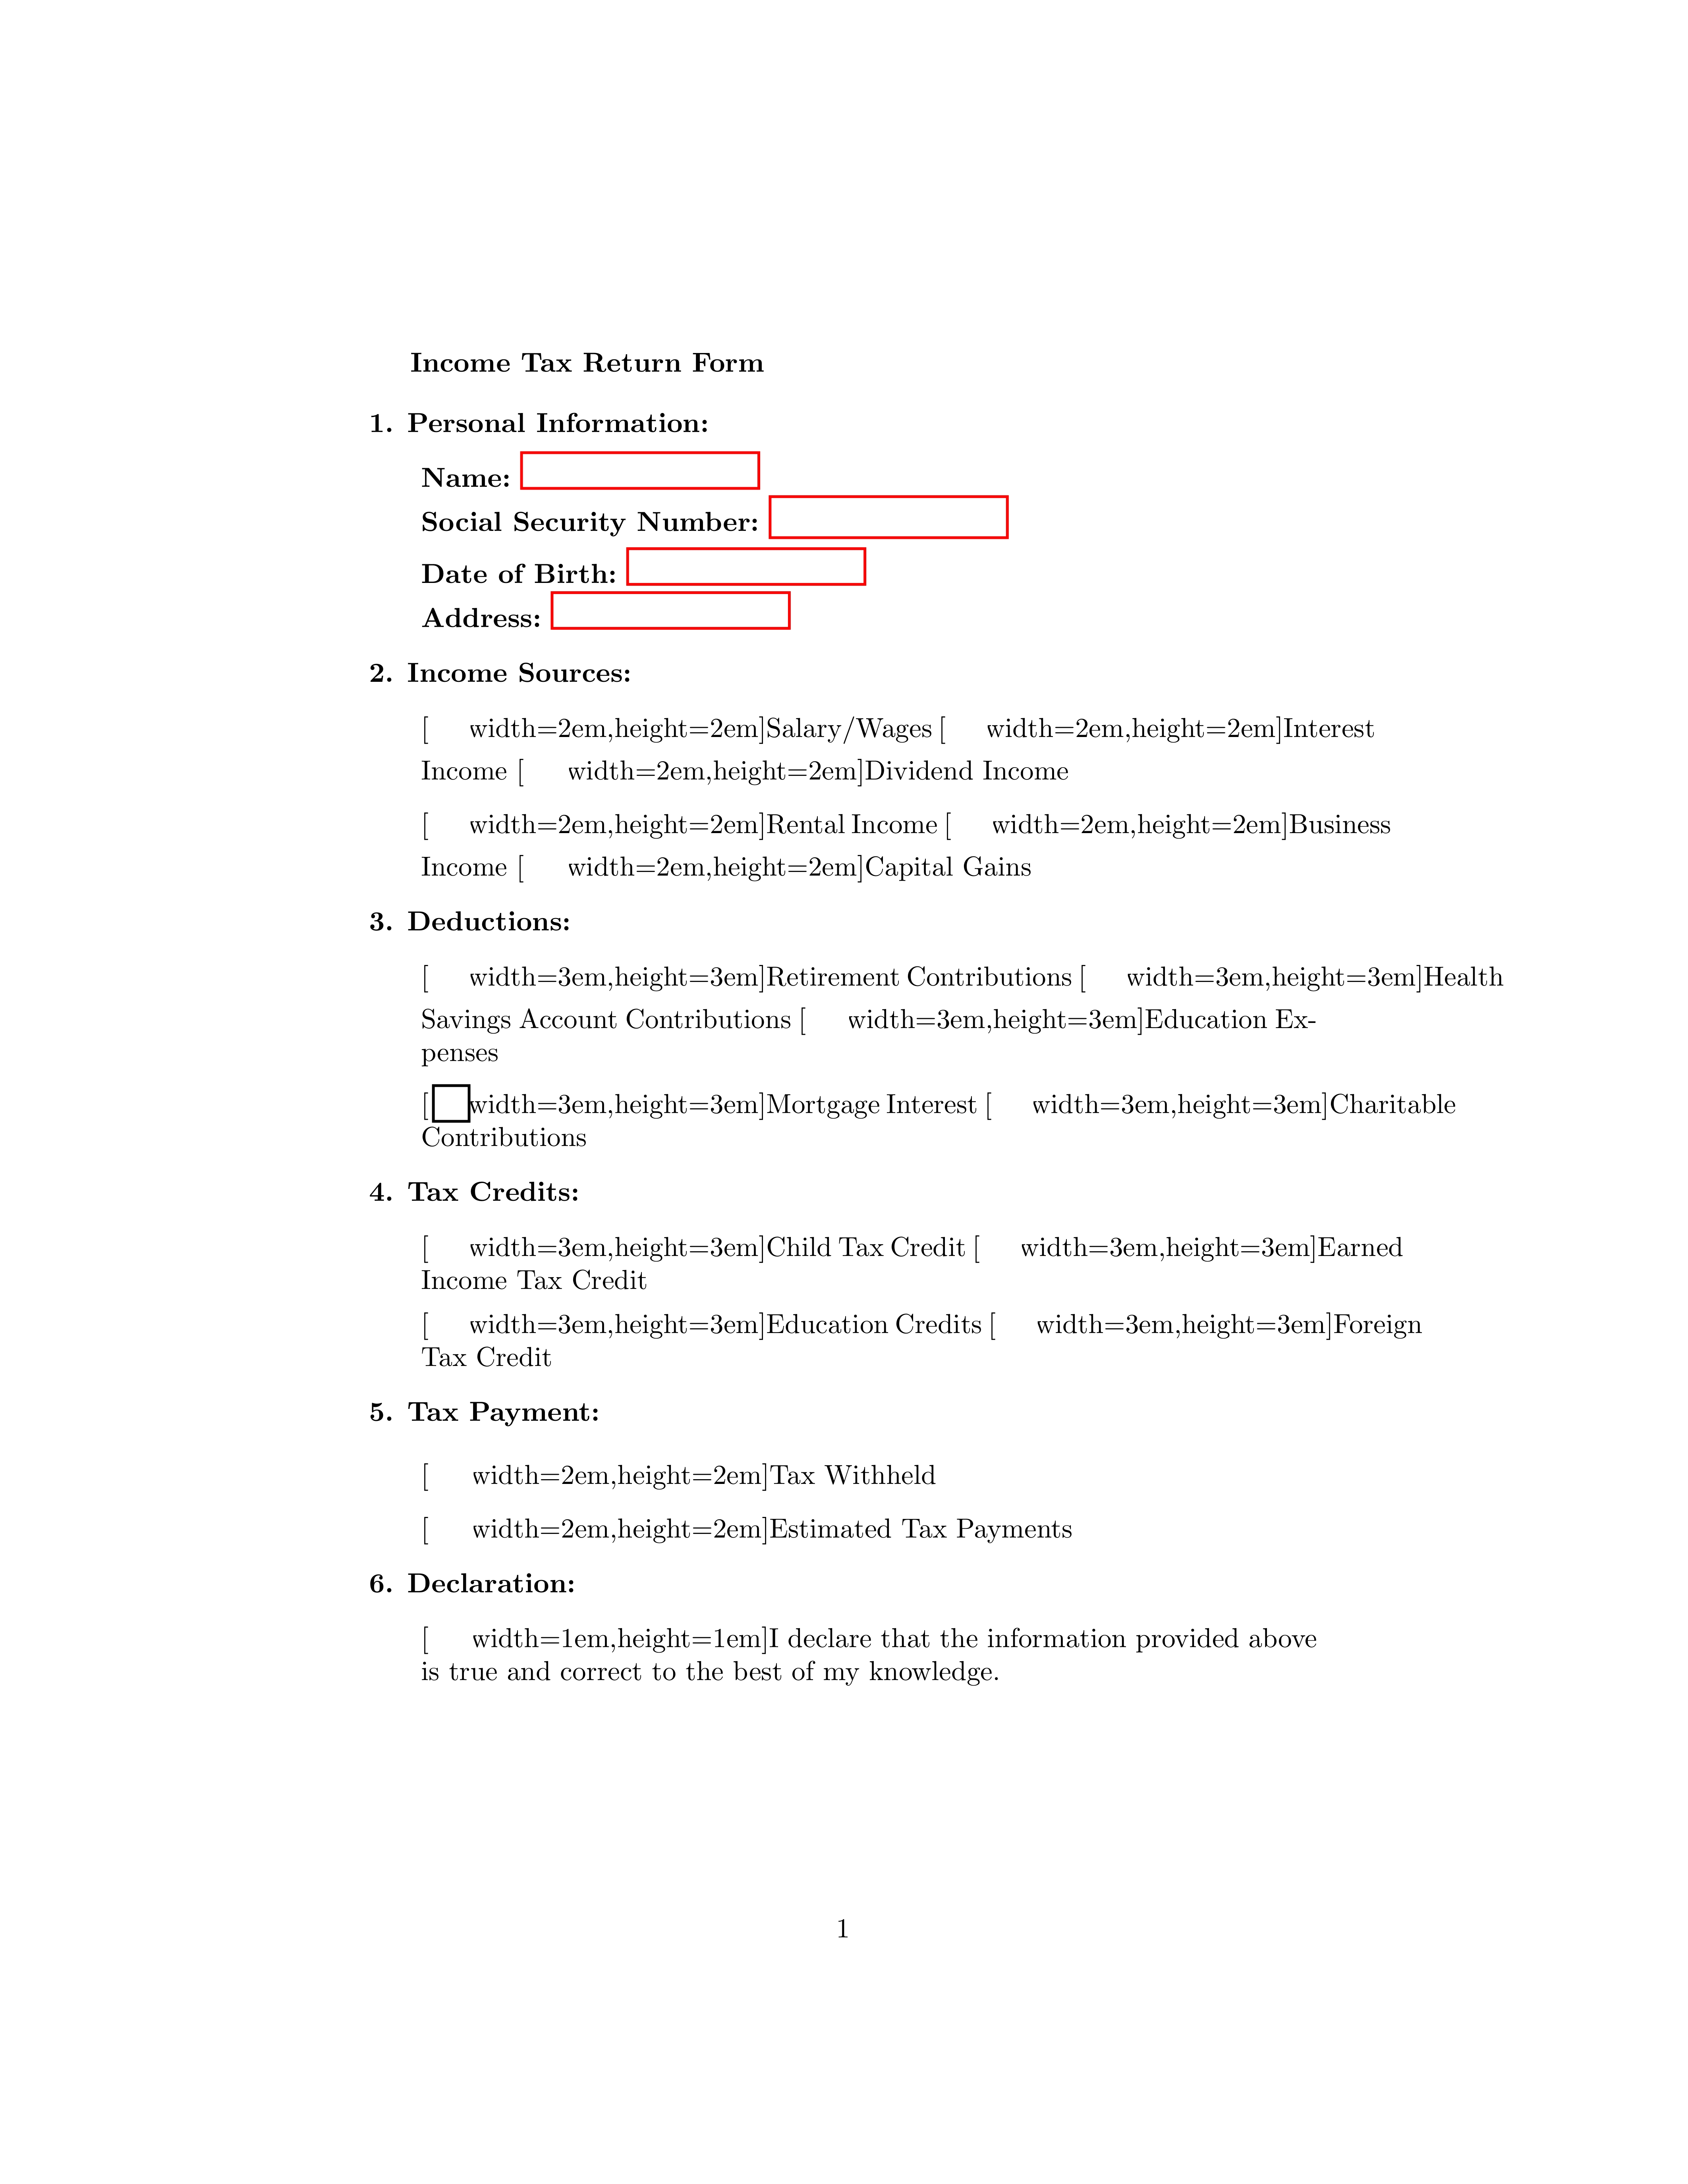 Income Tax Return Form
1. Personal Information:
Name:
Social Security Number:
Date of Birth:
Address:
2. Income Sources:
[ width=2em,height=2em]Salary/Wages [ width=2em,height=2em]Interest
Income [ width=2em,height=2em]Dividend Income
[ width=2em,height=2em]Rental Income [ width=2em,height=2em]Business
Income [ width=2em,height=2em]Capital Gains
3. Deductions:
[ width=3em,height=3em]Retirement Contributions [ width=3em,height=3em]Health
Savings Account Contributions [ width=3em,height=3em]Education Ex-
penses
[ width=3em,height=3em]Mortgage Interest [ width=3em,height=3em]Charitable
Contributions
4. Tax Credits:
[ width=3em,height=3em]Child Tax Credit [ width=3em,height=3em]Earned
Income Tax Credit
[ width=3em,height=3em]Education Credits [ width=3em,height=3em]Foreign
Tax Credit
5. Tax Payment:
[ width=2em,height=2em]Tax Withheld
[ width=2em,height=2em]Estimated Tax Payments
6. Declaration:
[ width=1em,height=1em]I declare that the information provided above
is true and correct to the best of my knowledge.
1